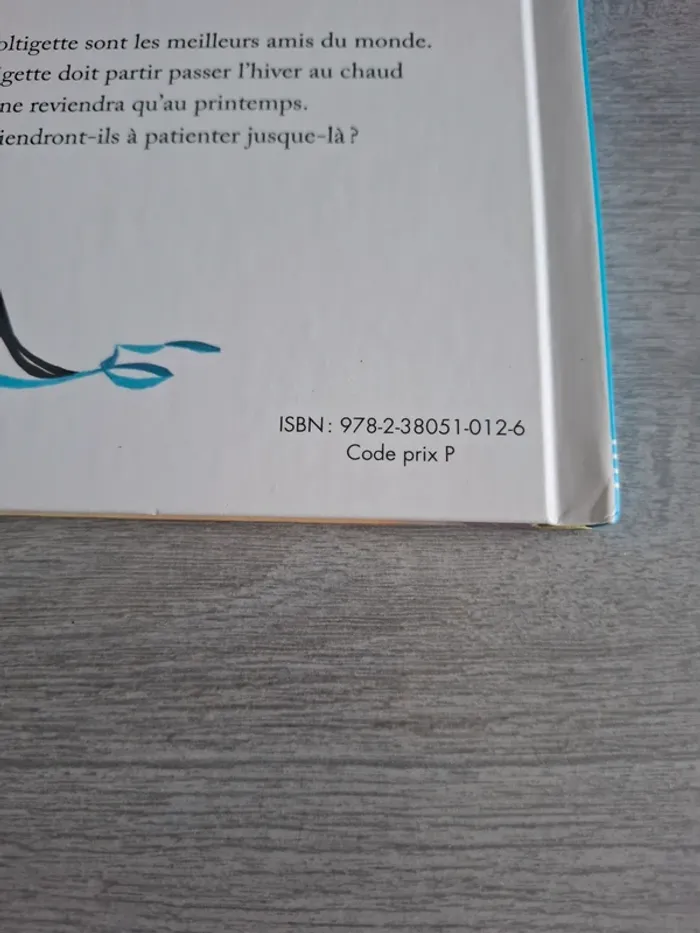 oltigette sont les meilleurs amis du monde.
gette doit partir passer l'hiver au chaud
ne reviendra qu'au printemps.
iendront-ils à patienter jusque-là ?
ISBN : 978-2-38051-012-6
Code prix P